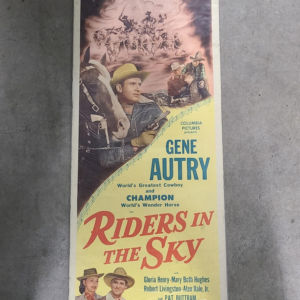 COLUMBIA
PICTURES
presents
GENE
AUTRY
World's Greatest Cowboy
and
CHAMPION
World's Wonder Horse
RIDERS IN
THE SKY
Gloria Henry · Mary Beth Hughes
Robert Livingston · Alan Hale, Jr.
and PAT BUTTRAM